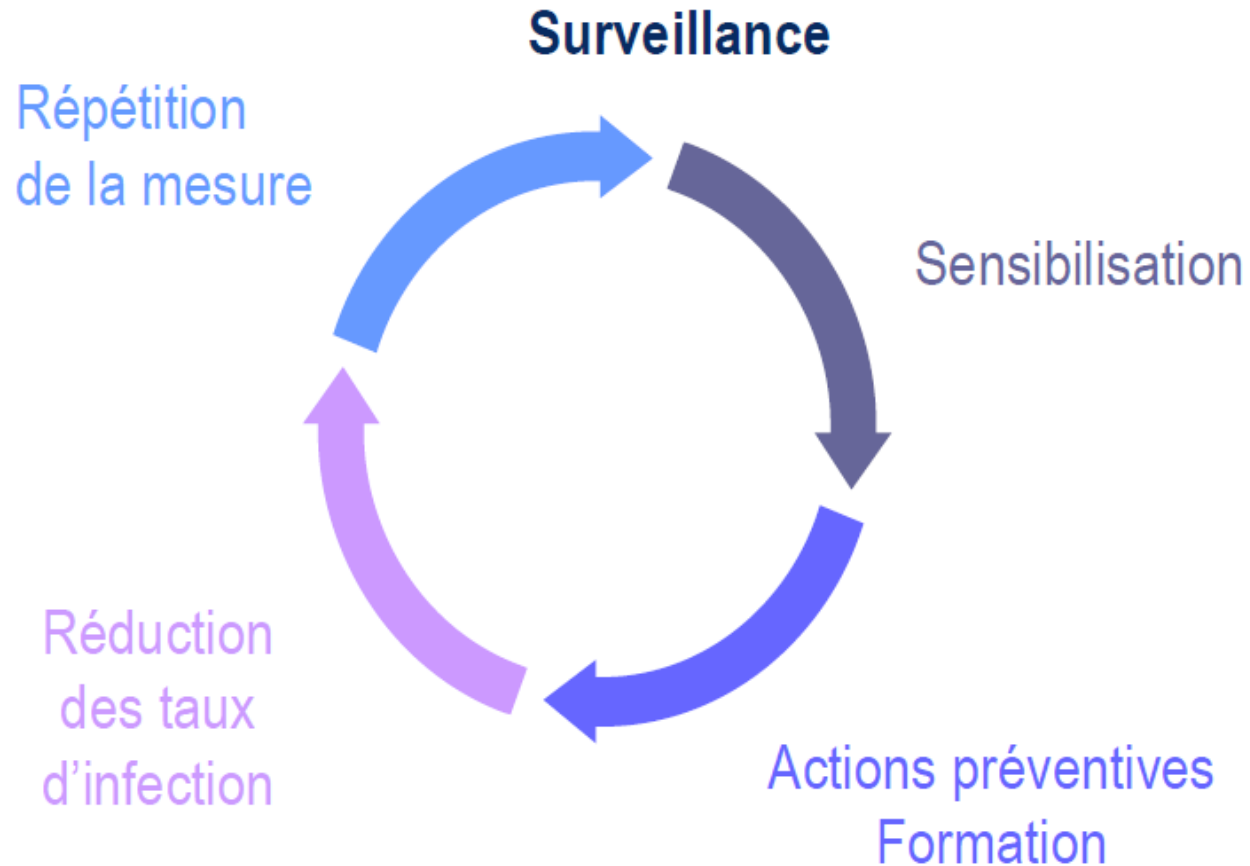 Surveillance
Répétition
de la mesure
Sensibilisation
Réduction
des taux
d’infection
Actions préventives
Formation